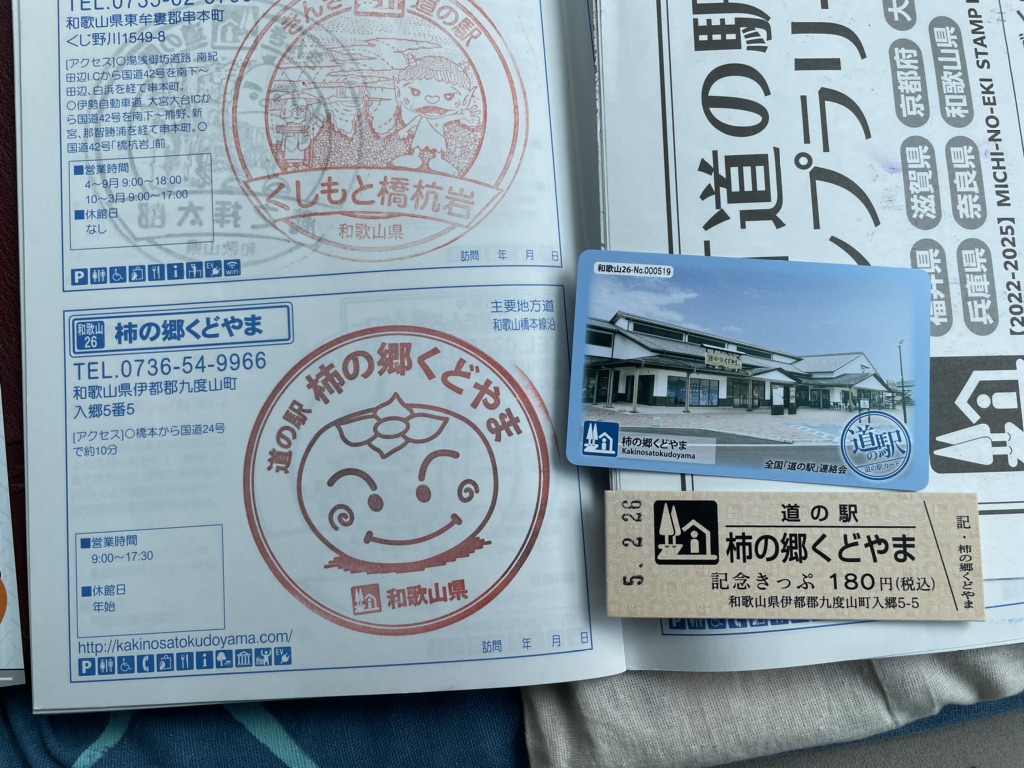 TEL.0735-62-0755
和歌山県東牟婁郡串本町
くじ野川1549-8
[アクセス]○湯浅御坊道路、南紀
田辺I.Cから国道42号を南下〜
田辺、白浜を経て串本町。
○伊勢自動車道、大宮大台ICか
ら国道42号を南下〜熊野、新
宮、那智勝浦を経て串本町。○
国道42号「橋杭岩」前
■営業時間
4〜9月 9:00〜18:00
10〜3月 9:00〜17:00
■休館日
なし
道の駅
くしもと橋杭岩
和歌山県
訪問 年 月 日
和歌山
26
柿の郷くどやま
主要地方道
和歌山橋本線沿
TEL.0736-54-9966
和歌山県伊都郡九度山町
入郷5番5
[アクセス]○橋本から国道24号
で約10分
道の駅 柿の郷くどやま
和歌山県
■営業時間
9:00〜17:30
■休館日
年始
http://kakinosatokudoyama.com/
訪問 年 月 日
道の駅
プラリー
京都府
和歌山県
滋賀県
奈良県
福井県
兵庫県
[2022-2025] MICHI-NO-EKI STAMP
和歌山26-No.000519
柿の郷くどやま
Kakinosatokudoyama
全国「道の駅」連絡会
道の駅
道の駅カード
5. 2. 26
道の駅
柿の郷くどやま
記念きっぷ 180円(税込)
和歌山県伊都郡九度山町入郷5-5
記・柿の郷くどやま